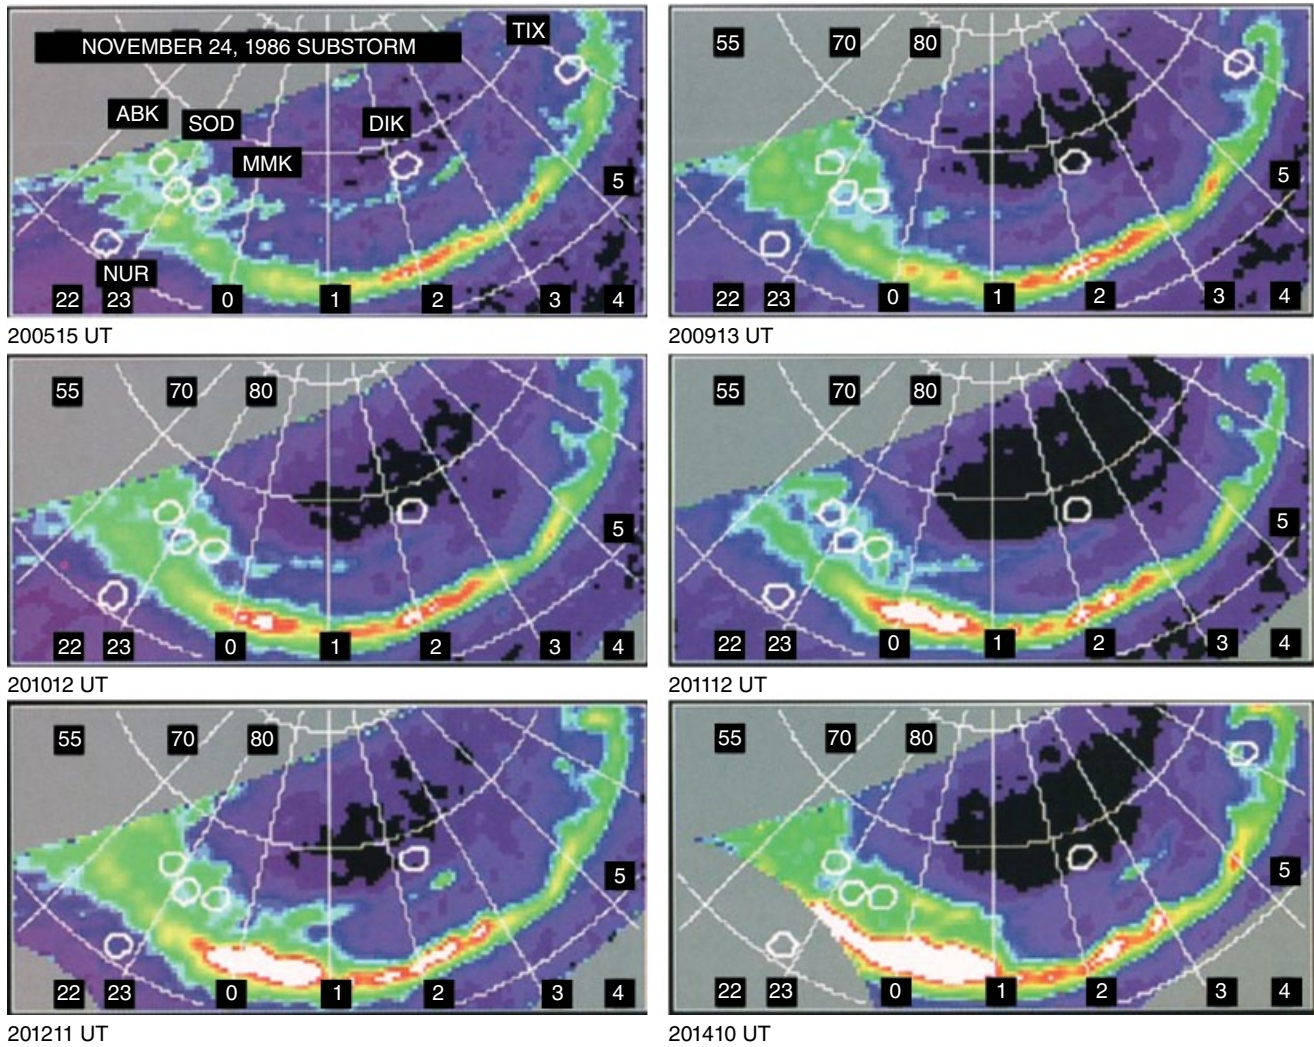 NOVEMBER 24, 1986 SUBSTORM
TIX
ABK
SOD
DIK
MMK
NUR
5
22 23 0 1 2 3 4
200515 UT
55 70 80
5
22 23 0 1 2 3 4
200913 UT
55 70 80
5
22 23 0 1 2 3 4
201012 UT
55 70 80
5
22 23 0 1 2 3 4
201112 UT
55 70 80
5
22 23 0 1 2 3 4
201211 UT
55 70 80
5
22 23 0 1 2 3 4
201410 UT